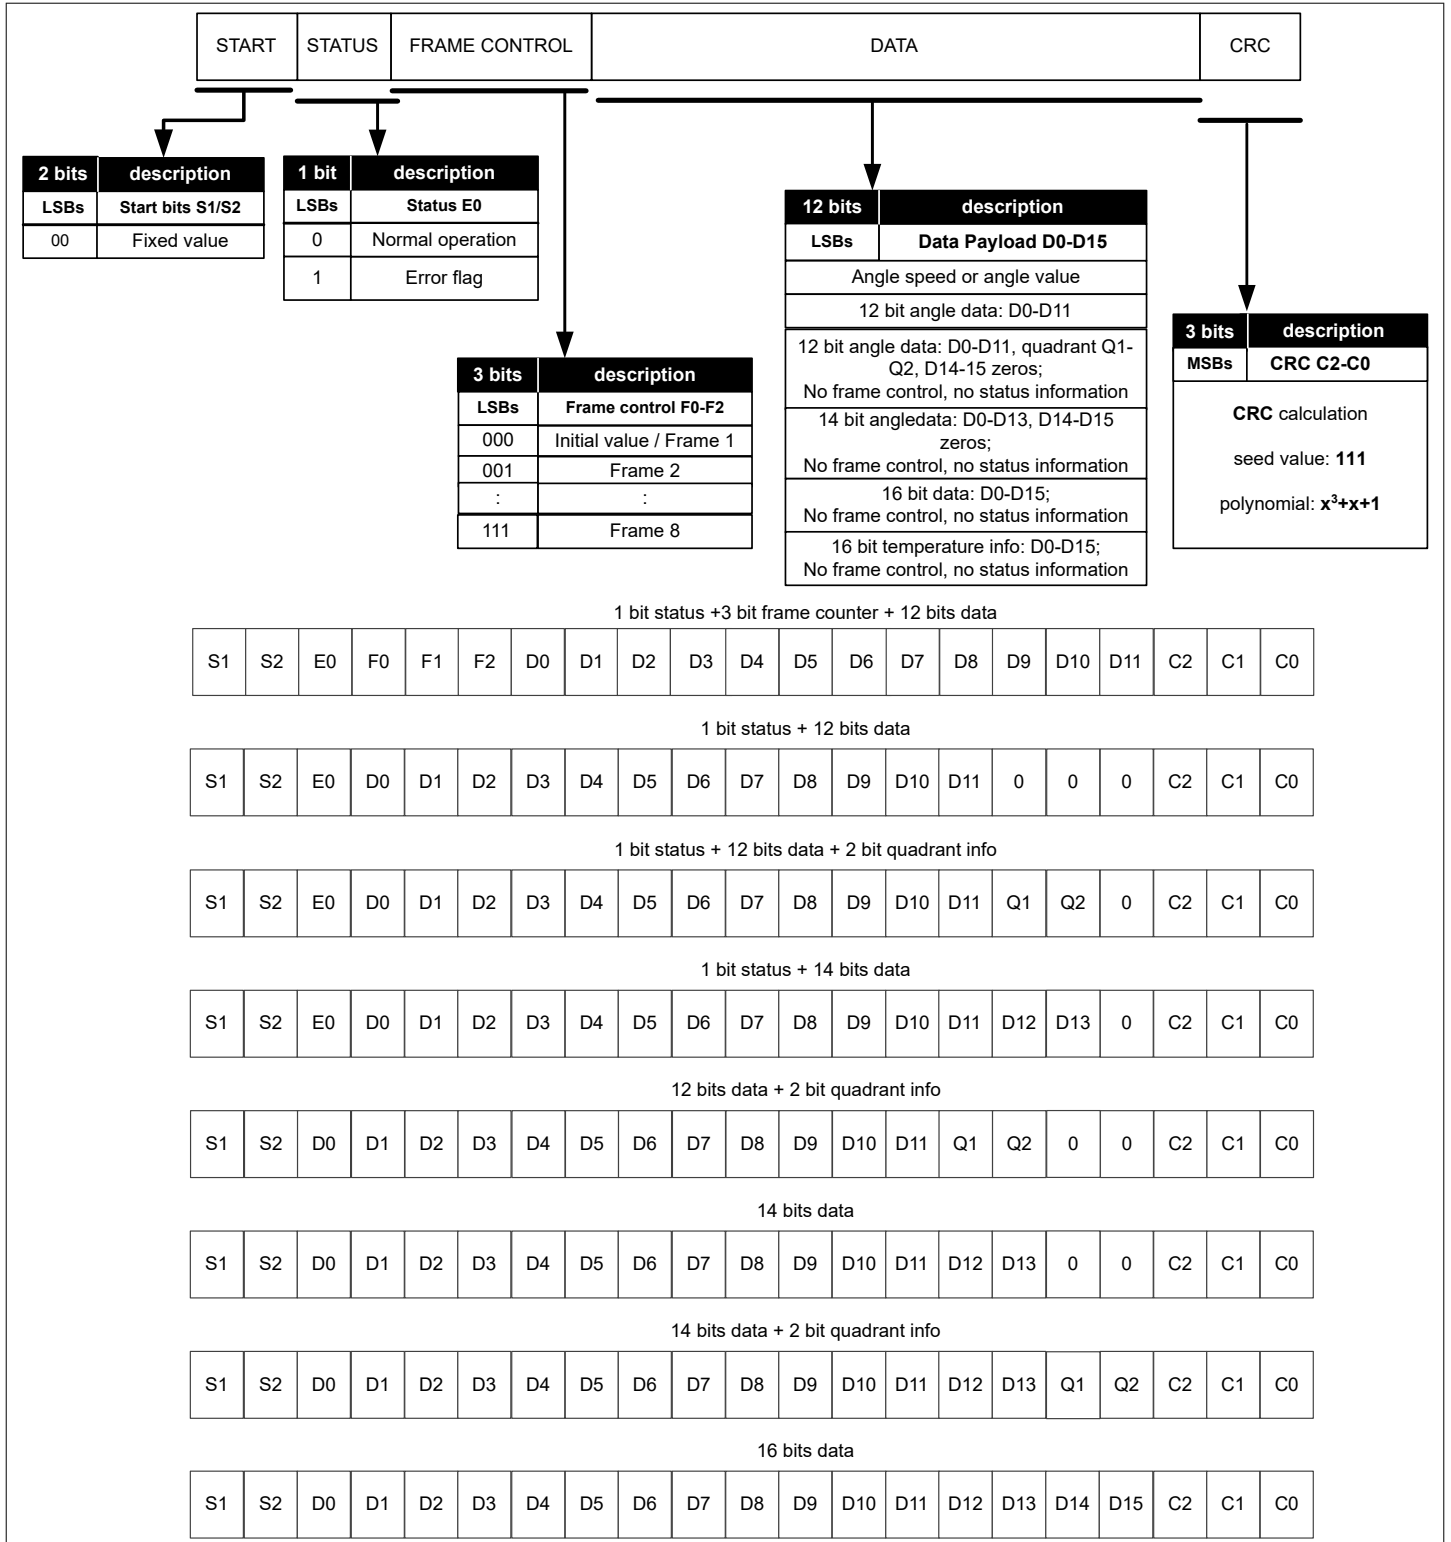 START STATUS FRAME CONTROL DATA CRC
2 bits description
LSBs Start bits S1/S2
00 Fixed value
1 bit description
LSBs Status E0
0 Normal operation
1 Error flag
3 bits description
LSBs Frame control F0-F2
000 Initial value / Frame 1
001 Frame 2
: :
111 Frame 8
12 bits description
LSBs Data Payload D0-D15
Angle speed or angle value
12 bit angle data: D0-D11
12 bit angle data: D0-D11, quadrant Q1-
Q2, D14-15 zeros;
No frame control, no status information
14 bit angledata: D0-D13, D14-D15
zeros;
No frame control, no status information
16 bit data: D0-D15;
No frame control, no status information
16 bit temperature info: D0-D15;
No frame control, no status information
3 bits description
MSBs CRC C2-C0
CRC calculation
seed value: 111
polynomial: x³+x+1
1 bit status +3 bit frame counter + 12 bits data
S1 S2 E0 F0 F1 F2 D0 D1 D2 D3 D4 D5 D6 D7 D8 D9 D10 D11 C2 C1 C0
1 bit status + 12 bits data
S1 S2 E0 D0 D1 D2 D3 D4 D5 D6 D7 D8 D9 D10 D11 0 0 0 C2 C1 C0
1 bit status + 12 bits data + 2 bit quadrant info
S1 S2 E0 D0 D1 D2 D3 D4 D5 D6 D7 D8 D9 D10 D11 Q1 Q2 0 C2 C1 C0
1 bit status + 14 bits data
S1 S2 E0 D0 D1 D2 D3 D4 D5 D6 D7 D8 D9 D10 D11 D12 D13 0 C2 C1 C0
12 bits data + 2 bit quadrant info
S1 S2 D0 D1 D2 D3 D4 D5 D6 D7 D8 D9 D10 D11 Q1 Q2 0 0 C2 C1 C0
14 bits data
S1 S2 D0 D1 D2 D3 D4 D5 D6 D7 D8 D9 D10 D11 D12 D13 0 0 C2 C1 C0
14 bits data + 2 bit quadrant info
S1 S2 D0 D1 D2 D3 D4 D5 D6 D7 D8 D9 D10 D11 D12 D13 Q1 Q2 C2 C1 C0
16 bits data
S1 S2 D0 D1 D2 D3 D4 D5 D6 D7 D8 D9 D10 D11 D12 D13 D14 D15 C2 C1 C0